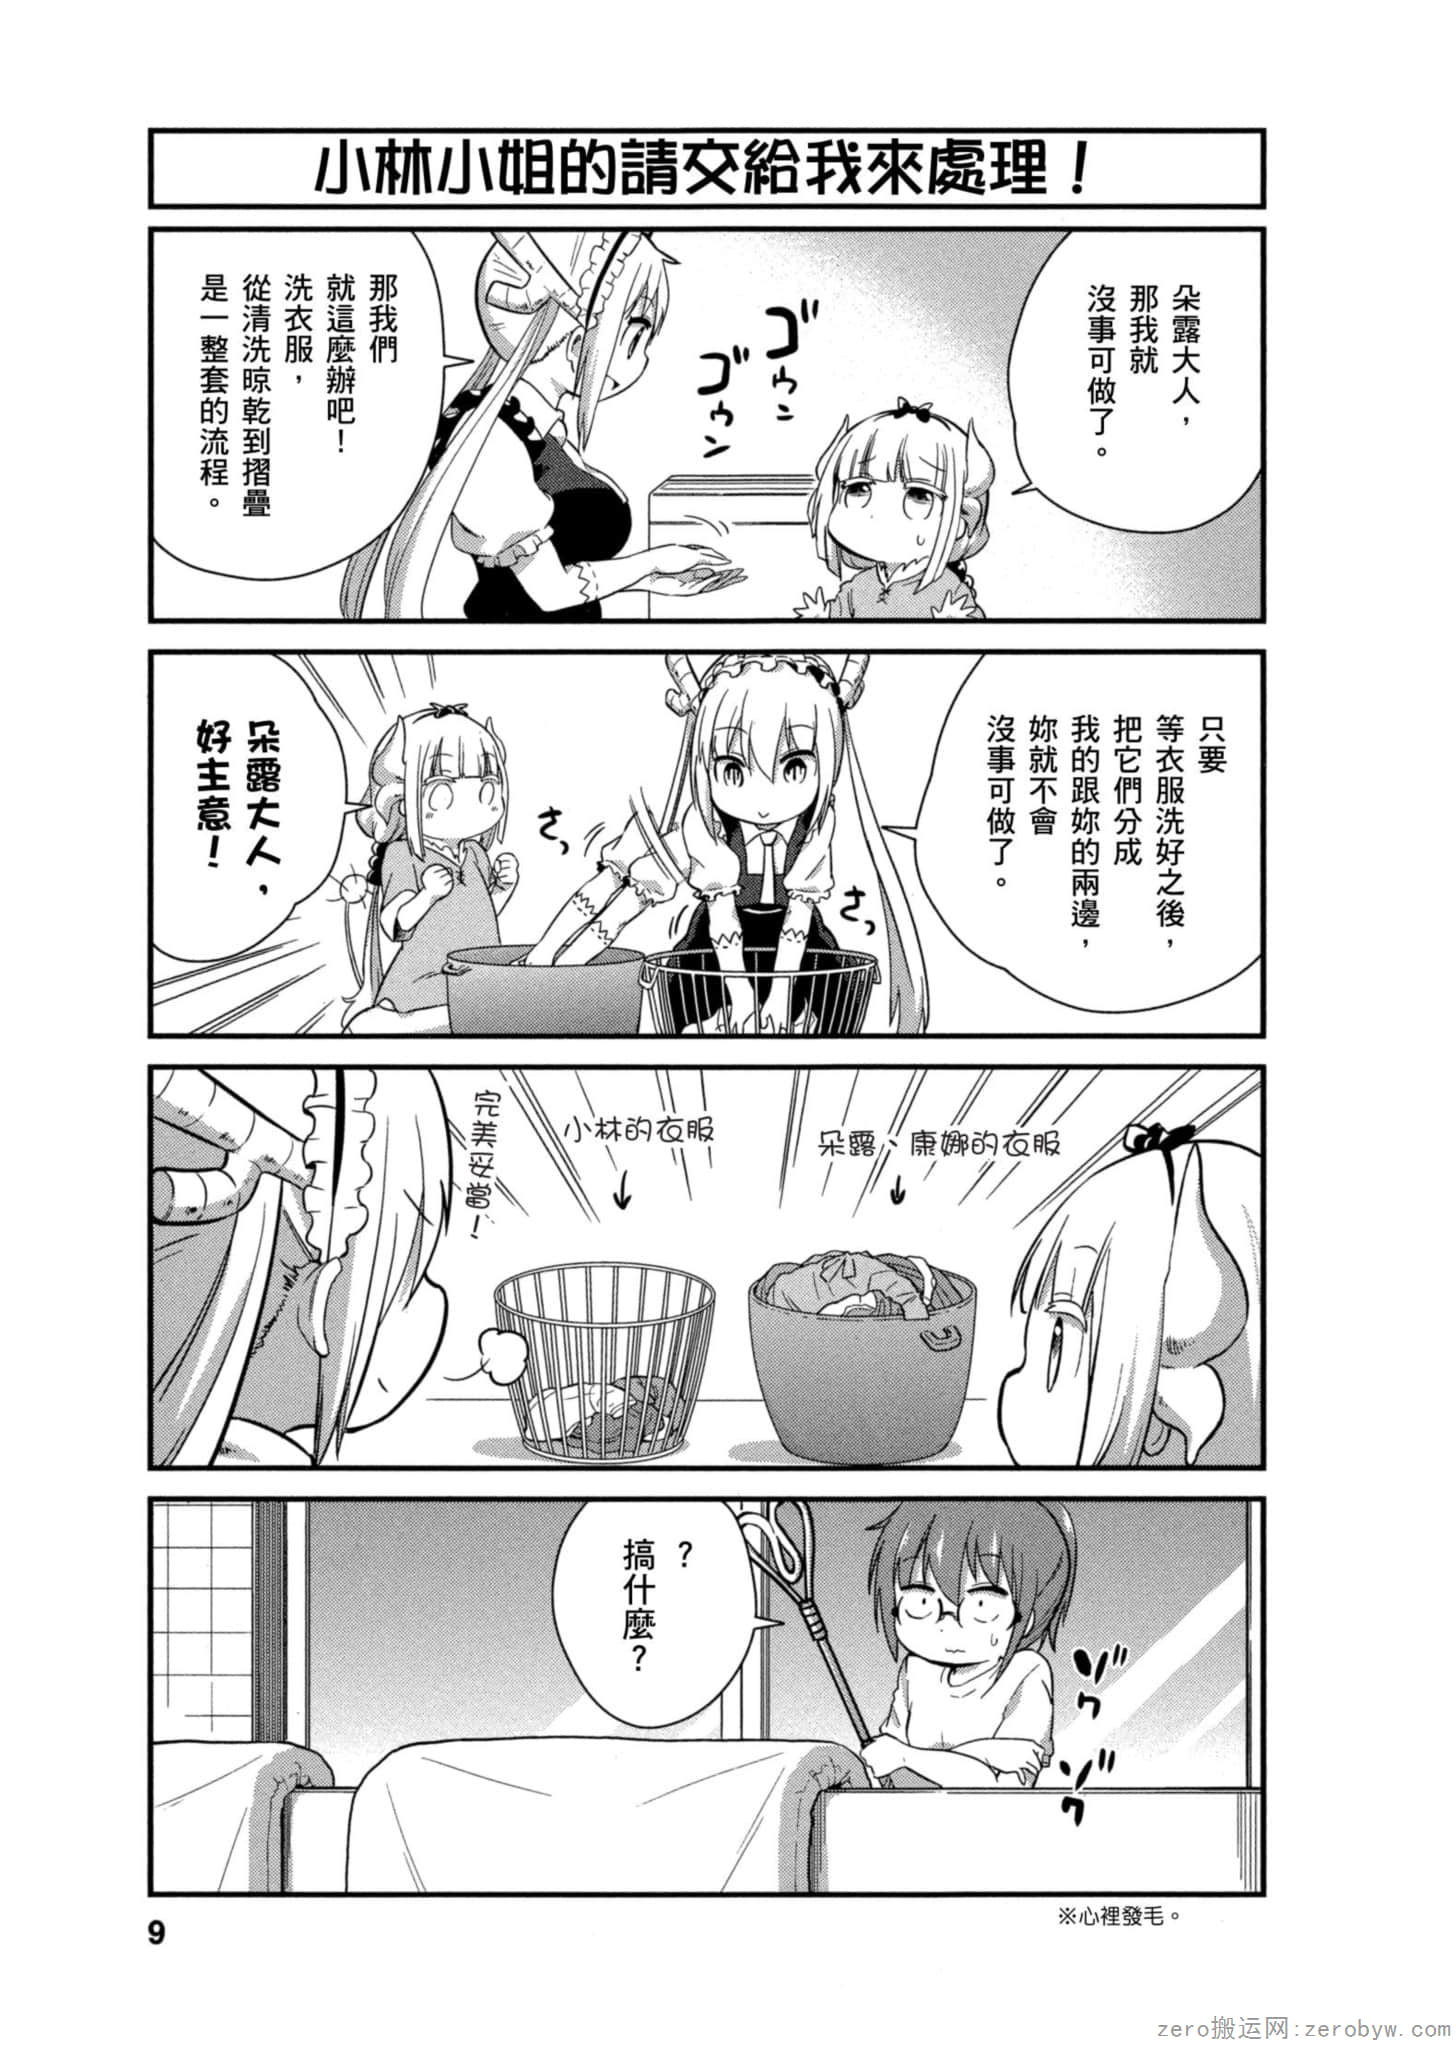 小林小姐的請交給我來處理！
朵露大人，
那我就
沒事可做了。
ゴゥン
ゴゥン
那我們
就這麼辦吧！
洗衣服，
從清洗晾乾到摺疊
是一整套的流程。
只要
等衣服洗好之後，
把它們分成
我的跟妳的兩邊，
妳就不會
沒事可做了。
さっ
さっ
朵露大人，
好主意！
朵露、康娜的衣服
小林的衣服
完美妥當！
？
搞什麼？
ゾク
ゾク
※心裡發毛。
9
zero搬运网:zerobyw.com